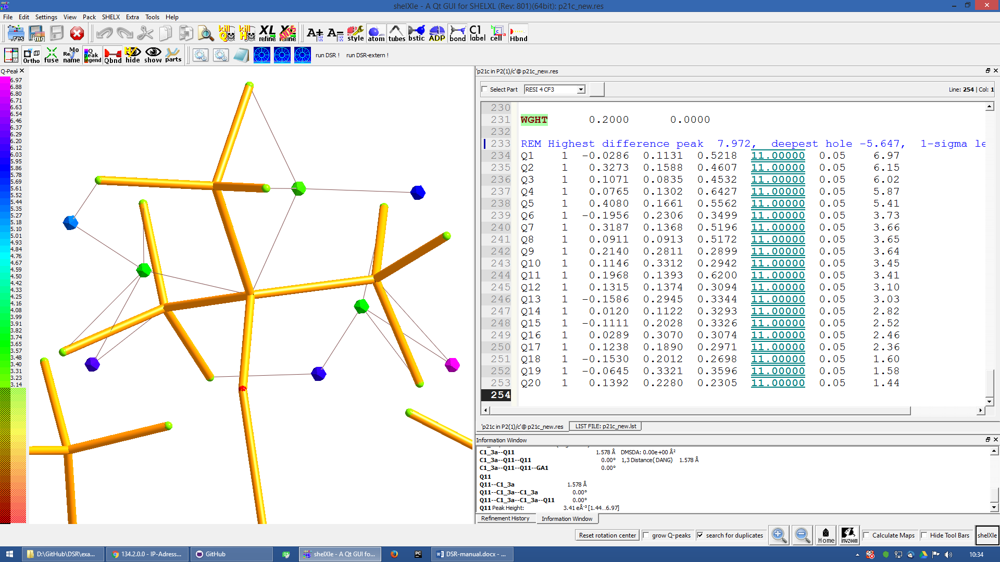 shelXle - A Qt GUI for SHELXL (Rev: 801)(64bit): p21c_new.res
File Edit Settings View Pack SHELX Extra Tools Help
.res img kill Q kill H XL refine refine A+ A- style atom tubes bstic ADP bond C1 label cell Hbnd
Ortho fuse Re Mo name Q peak legend Qbnd hide show parts run DSR ! run DSR-extern !
Q-Peak
6.97
6.88
6.80
6.71
6.63
6.54
6.46
6.37
6.29
6.20
6.12
6.03
5.95
5.86
5.78
5.69
5.61
5.52
5.44
5.35
5.27
5.18
5.10
5.01
4.93
4.84
4.76
4.67
4.59
4.50
4.42
4.33
4.25
4.16
4.08
3.99
3.91
3.82
3.74
3.65
3.57
3.48
3.40
3.31
3.23
3.14
'p21c in P2(1)/c'@ p21c_new.res
Select Part RESI 4 CF3 Line: 254 | Col: 1
230
231 WGHT 0.2000 0.0000
232
233 REM Highest difference peak 7.972, deepest hole -5.647, 1-sigma le
234 Q1 1 -0.0286 0.1131 0.5218 11.00000 0.05 6.97
235 Q2 1 0.3273 0.1588 0.4607 11.00000 0.05 6.15
236 Q3 1 0.1071 0.0835 0.4532 11.00000 0.05 6.02
237 Q4 1 0.0765 0.1302 0.6427 11.00000 0.05 5.87
238 Q5 1 0.4080 0.1661 0.5562 11.00000 0.05 5.41
239 Q6 1 -0.1956 0.2306 0.3499 11.00000 0.05 3.73
240 Q7 1 0.3187 0.1368 0.5196 11.00000 0.05 3.66
241 Q8 1 0.0911 0.0913 0.5172 11.00000 0.05 3.65
242 Q9 1 0.2140 0.2811 0.2899 11.00000 0.05 3.64
243 Q10 1 0.1146 0.3312 0.2942 11.00000 0.05 3.45
244 Q11 1 0.1968 0.1393 0.6200 11.00000 0.05 3.41
245 Q12 1 0.1315 0.1374 0.3094 11.00000 0.05 3.10
246 Q13 1 -0.1586 0.2945 0.3344 11.00000 0.05 3.03
247 Q14 1 0.0120 0.1122 0.3293 11.00000 0.05 2.82
248 Q15 1 -0.1111 0.2028 0.3326 11.00000 0.05 2.52
249 Q16 1 0.0289 0.3070 0.3074 11.00000 0.05 2.46
250 Q17 1 0.1238 0.1890 0.2971 11.00000 0.05 2.36
251 Q18 1 -0.1530 0.2012 0.2698 11.00000 0.05 1.60
252 Q19 1 -0.0645 0.3321 0.3596 11.00000 0.05 1.58
253 Q20 1 0.1392 0.2280 0.2305 11.00000 0.05 1.44
254
'p21c in P2(1)/c'@ p21c_new.res LIST FILE: p21c_new.lst
Information Window
C1_3a--Q11 1.578 Å DMSDA: 0.00e+00 Å²
C1_3a--Q11--Q11 0.00° 1,3 Distance( DANG) 1.578 Å
C1_3a--Q11--Q11--GA1 0.00°
Q11
Q11--C1_3a 1.578 Å
Q11--C1_3a--C1_3a 0.00°
Q11--C1_3a--C1_3a--Q11 0.00°
Q11 Peak Height: 3.41 eÅ⁻³ [1.44...6.97]
Refinement History Information Window
Reset rotation center grow Q-peaks search for duplicates Home invzoom Calculate Maps Hide Tool Bars shelXle
D:\GitHub\DSR\exa... 134.2.0.0 - IP-Adress... GitHub shelXle - A Qt GUI fo... PC DSR-manual.docx - ... 10:34